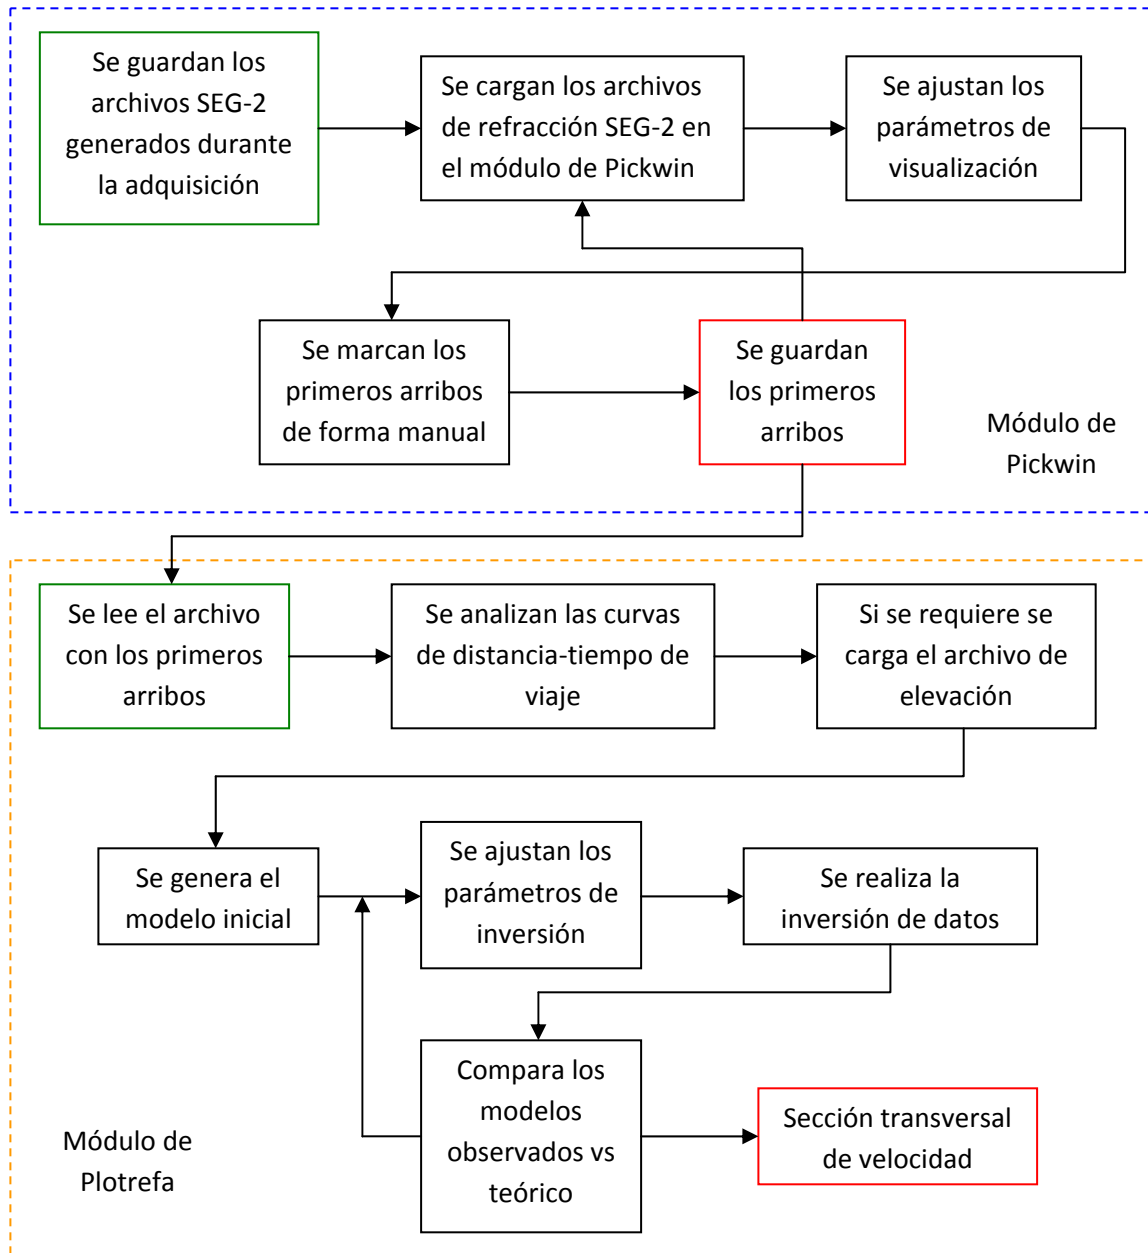 Se guardan los
archivos SEG-2
generados durante
la adquisición
Se cargan los archivos
de refracción SEG-2 en
el módulo de Pickwin
Se ajustan los
parámetros de
visualización
Se marcan los
primeros arribos
de forma manual
Se guardan
los primeros
arribos
Módulo de
Pickwin
Se lee el archivo
con los primeros
arribos
Se analizan las curvas
de distancia-tiempo de
viaje
Si se requiere se
carga el archivo de
elevación
Se genera el
modelo inicial
Se ajustan los
parámetros de
inversión
Se realiza la
inversión de datos
Compara los
modelos
observados vs
teórico
Sección transversal
de velocidad
Módulo de
Plotrefa